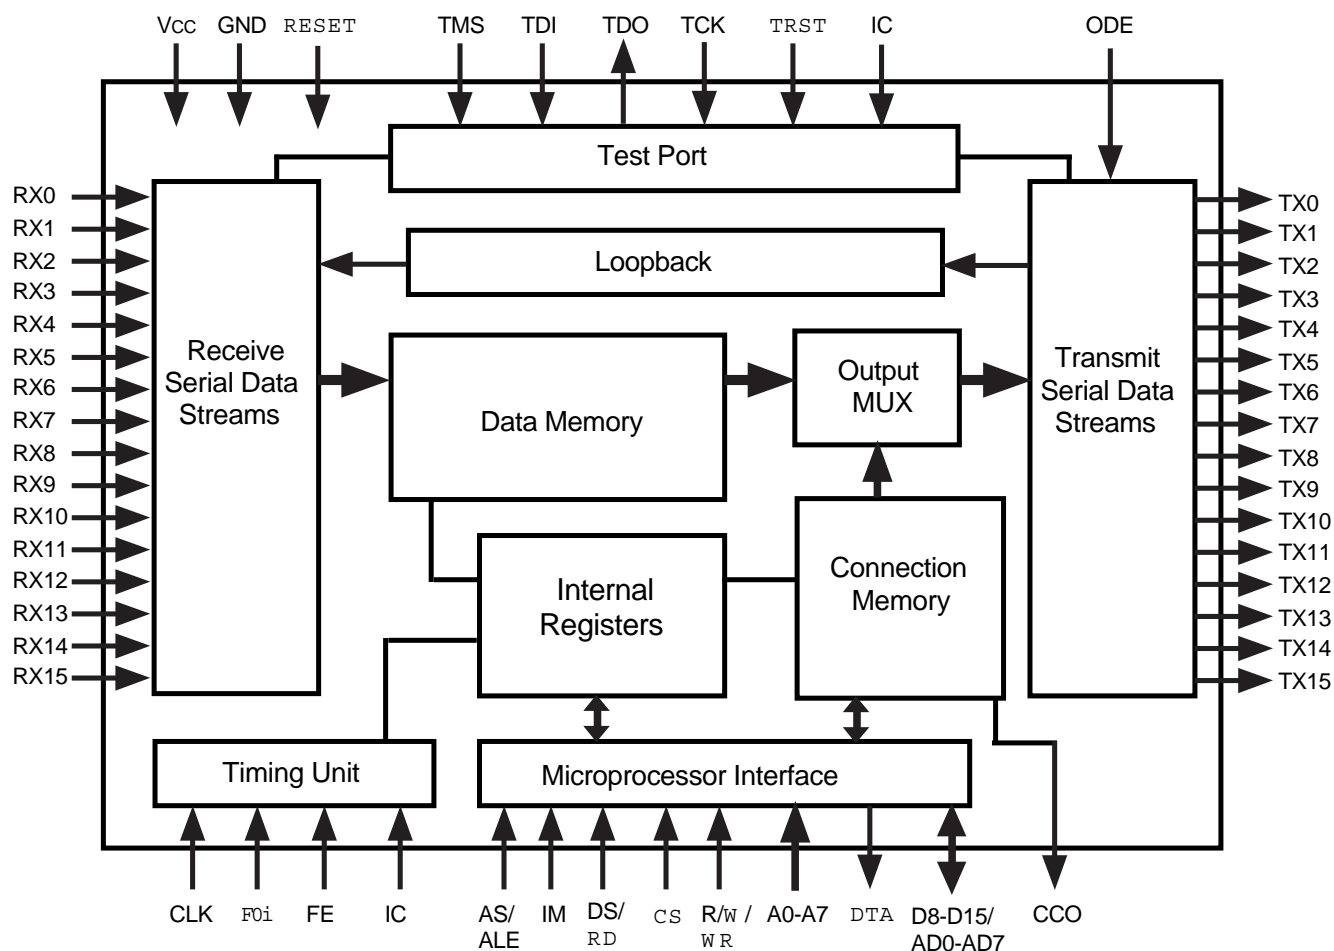 Vcc GND RESET TMS TDI TDO TCK TRST IC ODE
Test Port
RX0
RX1
RX2
RX3
RX4
RX5
RX6
RX7
RX8
RX9
RX10
RX11
RX12
RX13
RX14
RX15
Receive
Serial Data
Streams
Loopback
Data Memory
Output
MUX
Internal
Registers
Connection
Memory
Transmit
Serial Data
Streams
TX0
TX1
TX2
TX3
TX4
TX5
TX6
TX7
TX8
TX9
TX10
TX11
TX12
TX13
TX14
TX15
Timing Unit
Microprocessor Interface
CLK F0i FE IC AS/ IM DS/ CS R/W/ A0-A7 DTA D8-D15/ CCO
ALE RD WR AD0-AD7